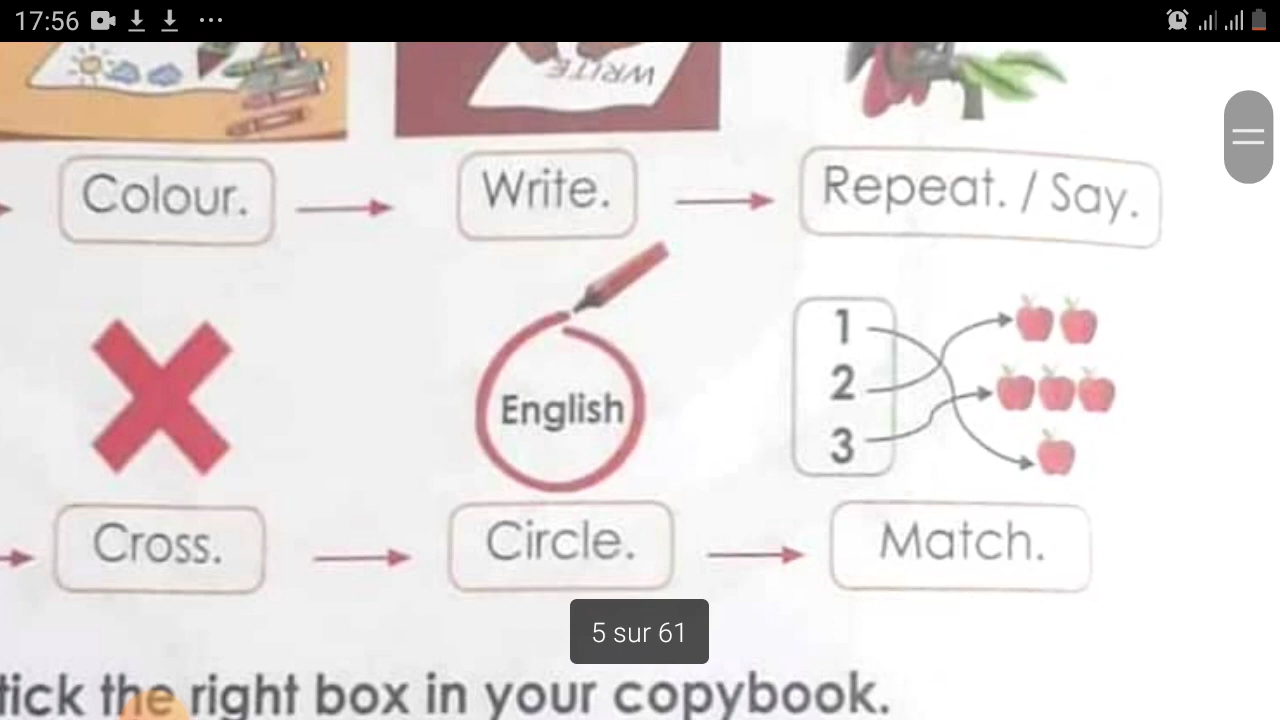 17:56
WRITE
Colour.
Write.
Repeat. / Say.
English
1
2
3
Cross.
Circle.
Match.
5 sur 61
tick the right box in your copybook.